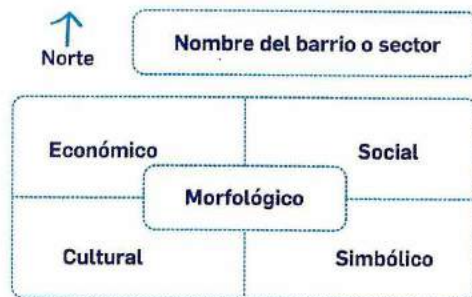 Norte
Nombre del barrio o sector
Económico
Social
Morfológico
Cultural
Simbólico